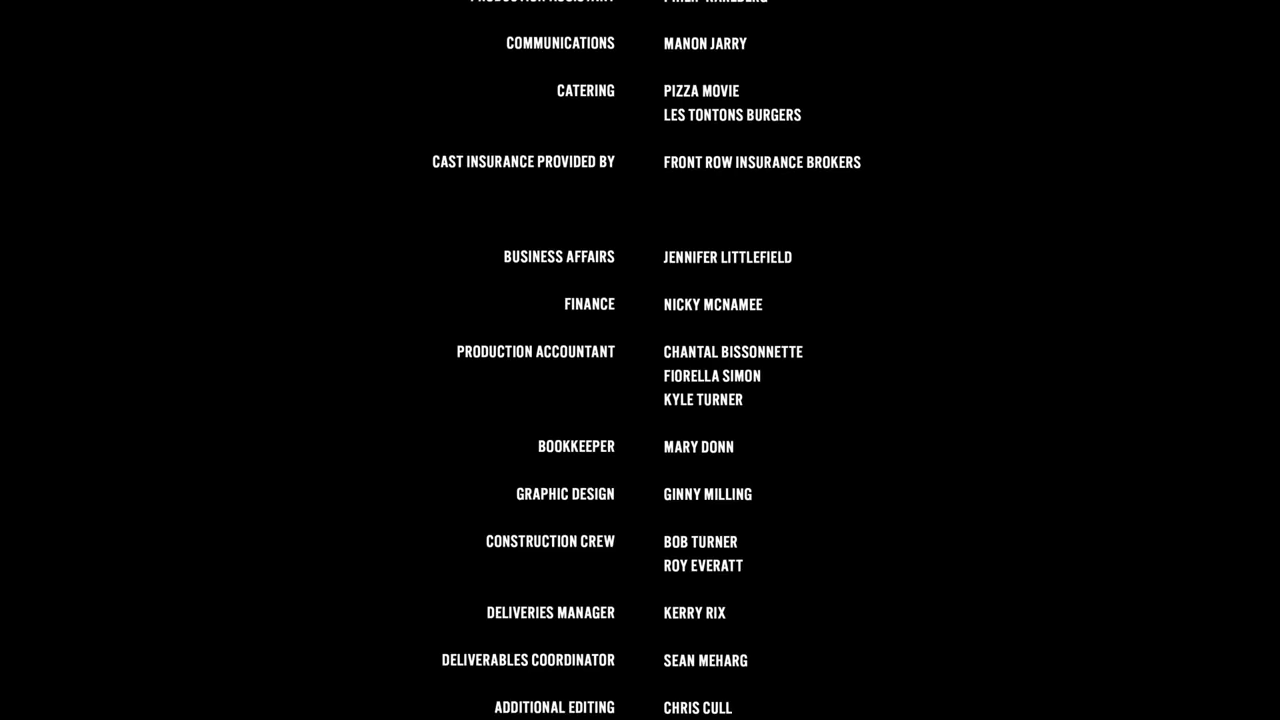 COMMUNICATIONS MANON JARRY
CATERING PIZZA MOVIE
LES TONTONS BURGERS
CAST INSURANCE PROVIDED BY FRONT ROW INSURANCE BROKERS
BUSINESS AFFAIRS JENNIFER LITTLEFIELD
FINANCE NICKY MCNAMEE
PRODUCTION ACCOUNTANT CHANTAL BISSONNETTE
FIORELLA SIMON
KYLE TURNER
BOOKKEEPER MARY DONN
GRAPHIC DESIGN GINNY MILLING
CONSTRUCTION CREW BOB TURNER
ROY EVERATT
DELIVERIES MANAGER KERRY RIX
DELIVERABLES COORDINATOR SEAN MEHARG
ADDITIONAL EDITING CHRIS CULL